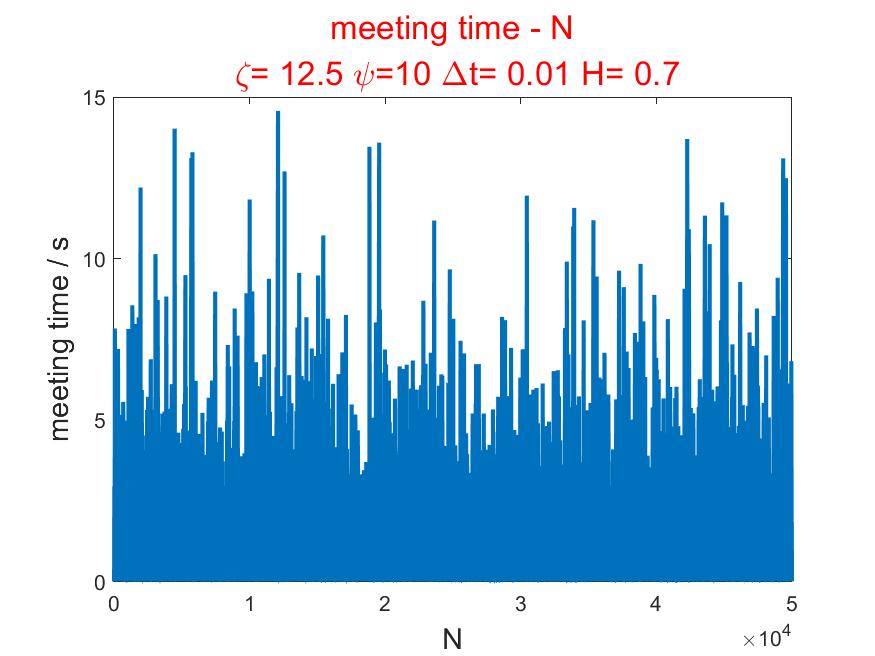 meeting time - N
ζ= 12.5 ψ=10 Δt= 0.01 H= 0.7
15
10
5
0
meeting time / s
0 1 2 3 4 5
N
×10⁴